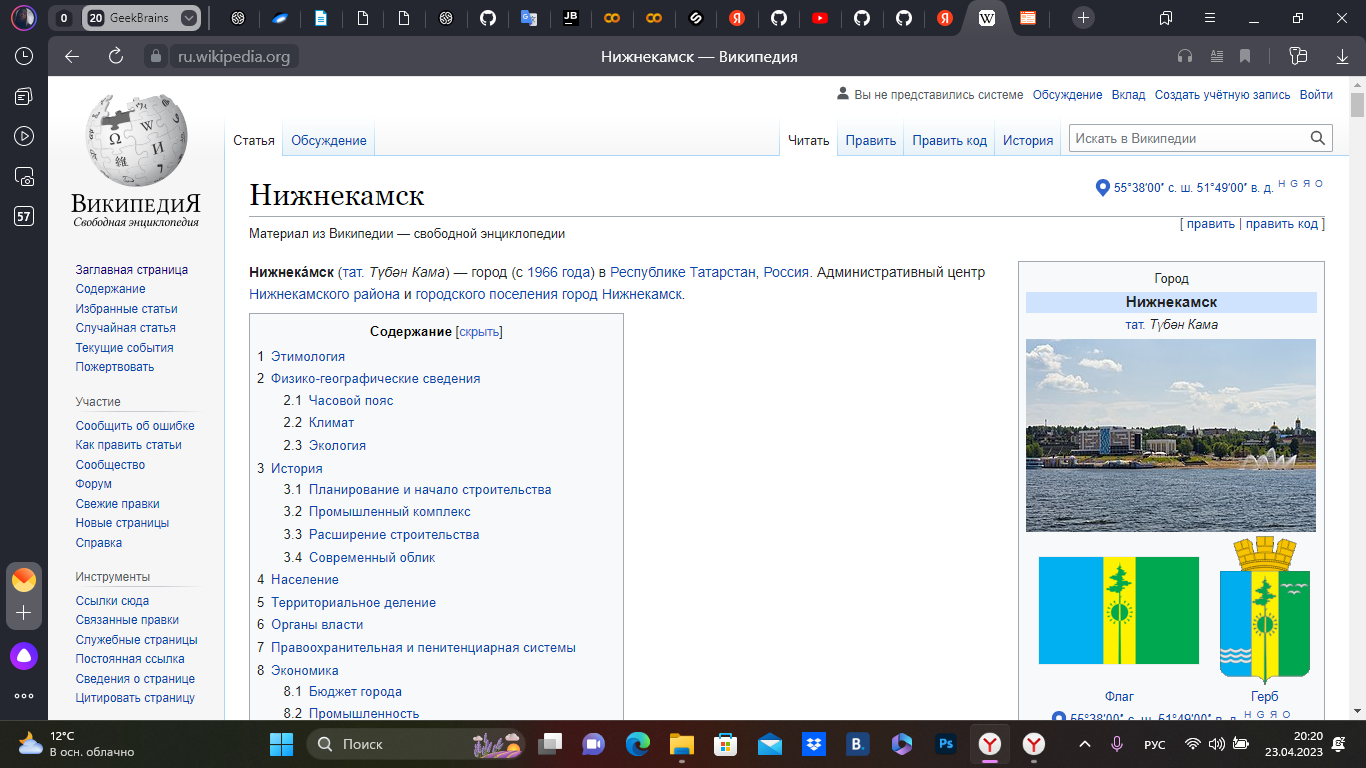 0
20 GeekBrains
JB
57
ru.wikipedia.org
Нижнекамск — Википедия
Вы не представились системе Обсуждение Вклад Создать учётную запись Войти
Статья Обсуждение
Читать Править Править код История
Искать в Википедии
ВикипедиЯ
Свободная энциклопедия
Нижнекамск
55°38′00″ с. ш. 51°49′00″ в. д. H G Я O
[ править | править код ]
Материал из Википедии — свободной энциклопедии
Нижнека́мск (тат. Түбән Кама) — город (с 1966 года) в Республике Татарстан, Россия. Административный центр
Нижнекамского района и городского поселения город Нижнекамск.
Содержание [скрыть]
1 Этимология
2 Физико-географические сведения
2.1 Часовой пояс
2.2 Климат
2.3 Экология
3 История
3.1 Планирование и начало строительства
3.2 Промышленный комплекс
3.3 Расширение строительства
3.4 Современный облик
4 Население
5 Территориальное деление
6 Органы власти
7 Правоохранительная и пенитенциарная системы
8 Экономика
8.1 Бюджет города
8.2 Промышленность
Заглавная страница
Содержание
Избранные статьи
Случайная статья
Текущие события
Пожертвовать
Участие
Сообщить об ошибке
Как править статьи
Сообщество
Форум
Свежие правки
Новые страницы
Справка
Инструменты
Ссылки сюда
Связанные правки
Служебные страницы
Постоянная ссылка
Сведения о странице
Цитировать страницу
Город
Нижнекамск
тат. Түбән Кама
Флаг Герб
55°38′00″ с. ш. 51°49′00″ в. д. H G Я O
12°C
В осн. облачно
Поиск
B.
Ps
РУС
20:20
23.04.2023